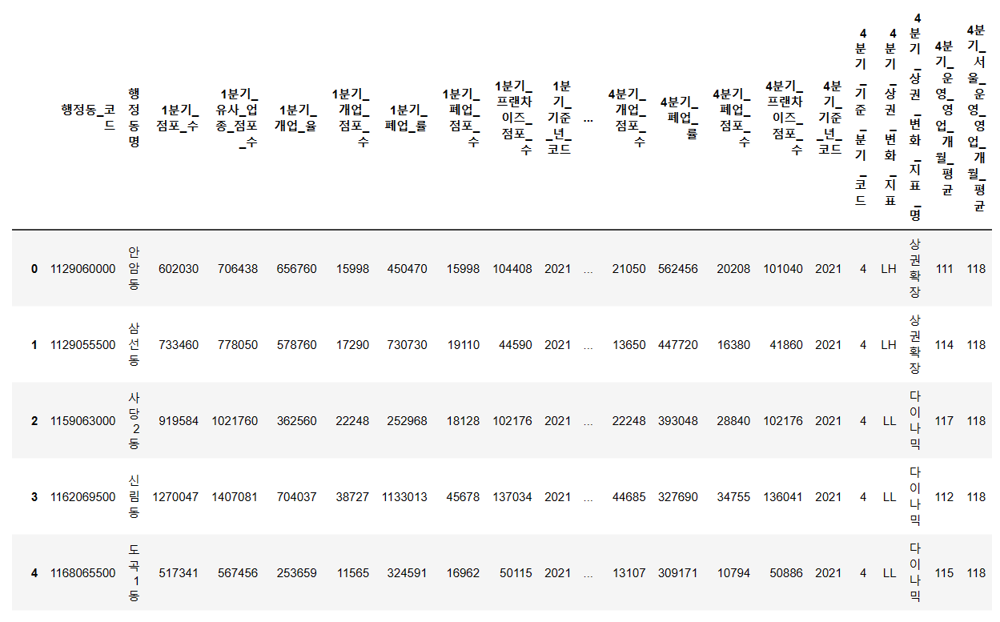 행정동_코드 행정동명 1분기_점포_수 1분기_유사_업종_점포_수 1분기_개업_율 1분기_개업_점포_수 1분기_폐업_률 1분기_폐업_점포_수 1분기_프랜차이즈_점포_수 1분기_기준_년_코드 ... 4분기_개업_점포_수 4분기_폐업_률 4분기_폐업_점포_수 4분기_프랜차이즈_점포_수 4분기_기준_년_코드 4분기_기준_분기_코드 4분기_상권_변화_지표 4분기_상권_변화_지표_명 4분기_운영_영업_개월_평균 4분기_서울_운영_영업_개월_평균
0 1129060000 안암동 602030 706438 656760 15998 450470 15998 104408 2021 ... 21050 562456 20208 101040 2021 4 LH 상권확장 111 118
1 1129055500 삼선동 733460 778050 578760 17290 730730 19110 44590 2021 ... 13650 447720 16380 41860 2021 4 LH 상권확장 114 118
2 1159063000 사당2동 919584 1021760 362560 22248 252968 18128 102176 2021 ... 22248 393048 28840 102176 2021 4 LL 다이나믹 117 118
3 1162069500 신림동 1270047 1407081 704037 38727 1133013 45678 137034 2021 ... 44685 327690 34755 136041 2021 4 LL 다이나믹 112 118
4 1168065500 도곡1동 517341 567456 253659 11565 324591 16962 50115 2021 ... 13107 309171 10794 50886 2021 4 LL 다이나믹 115 118